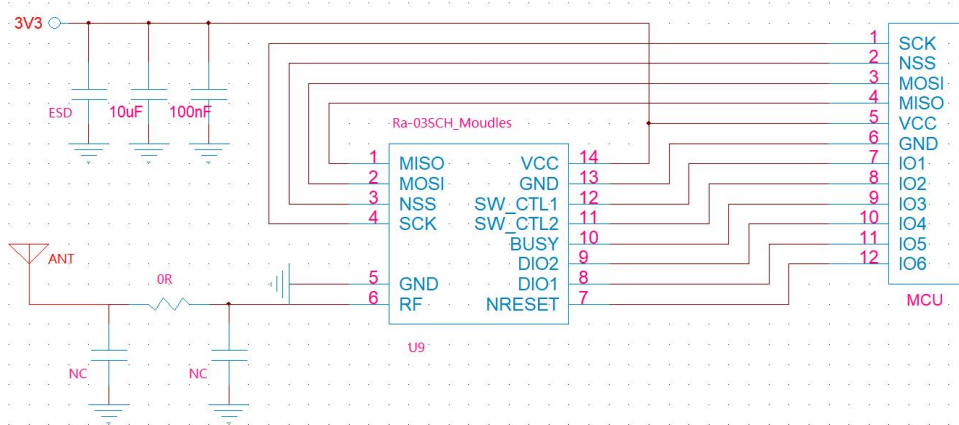 3V3
ESD
10uF
100nF
Ra-03SCH_Moudles
1 MISO
2 MOSI
3 NSS
4 SCK
5 GND
6 RF
VCC 14
GND 13
SW_CTL1 12
SW_CTL2 11
BUSY 10
DIO2 9
DIO1 8
NRESET 7
U9
1 SCK
2 NSS
3 MOSI
4 MISO
5 VCC
6 GND
7 IO1
8 IO2
9 IO3
10 IO4
11 IO5
12 IO6
MCU
ANT
0R
NC
NC